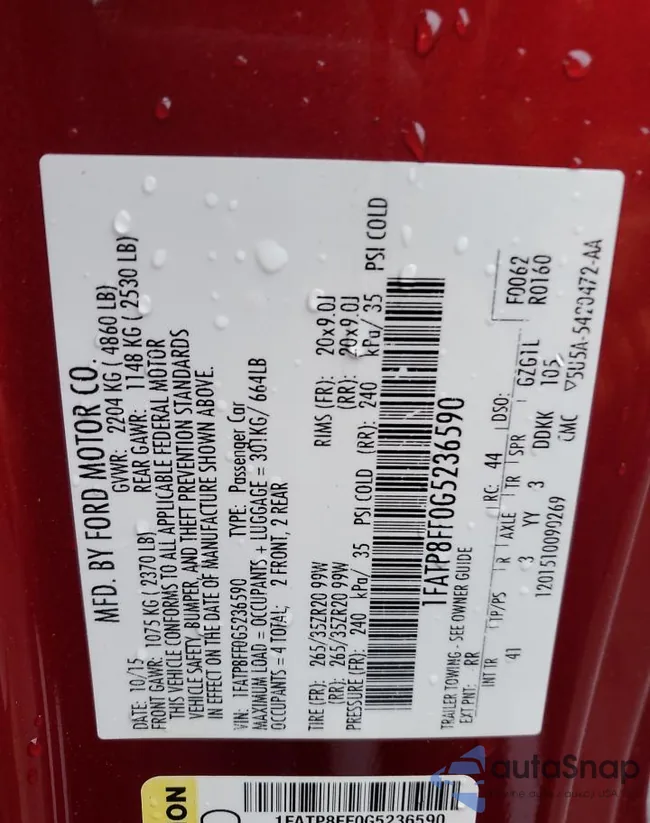 MFD. BY FORD MOTOR CO.
DATE: 10/15 GVWR: 2204 KG ( 4860 LB)
FRONT GAWR: 1075 KG ( 2370 LB) REAR GAWR: 1148 KG ( 2530 LB)
THIS VEHICLE CONFORMS TO ALL APPLICABLE FEDERAL MOTOR
VEHICLE SAFETY, BUMPER, AND THEFT PREVENTION STANDARDS
IN EFFECT ON THE DATE OF MANUFACTURE SHOWN ABOVE.
VIN: 1FATP8FF0G5236590 TYPE: Passenger Car
MAXIMUM LOAD = OCCUPANTS + LUGGAGE = 301KG/ 664LB
OCCUPANTS = 4 TOTAL; 2 FRONT, 2 REAR
TIRE (FR): 265/35ZR20 99W RIMS (FR): 20x9.0J
(RR): 265/35ZR20 99W (RR): 20x9.0J
PRESSURE (FR): 240 kPa/ 35 PSI COLD (RR): 240 kPa/ 35 PSI COLD
1FATP8FF0G5236590
TRAILER TOWING - SEE OWNER GUIDE
EXT PNT: RR RC: 44 DSO: F0062
R0160
INT TR TP/PS R AXLE TR SPR GZG1L
41 3 YY 3 DDKK 105
1201510090269 CMC ▽5U5A-5420472-AA
ON
1FATP8FF0G5236590
autoSnap